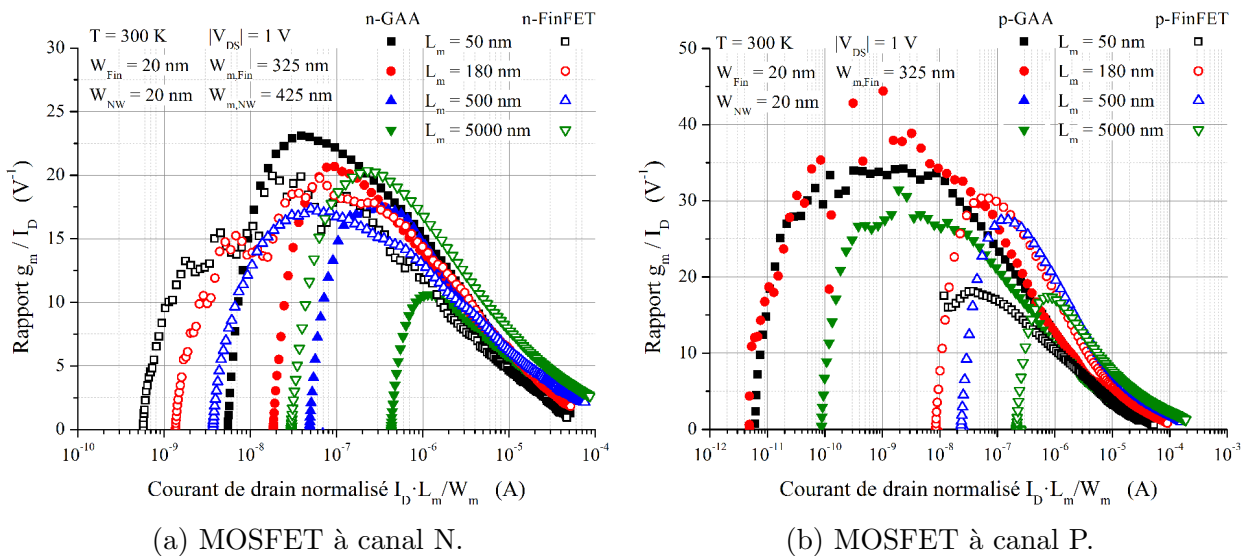 n-GAA n-FinFET
T = 300 K |V_DS| = 1 V
W_Fin = 20 nm W_m,Fin = 325 nm
W_NW = 20 nm W_m,NW = 425 nm
L_m = 50 nm
L_m = 180 nm
L_m = 500 nm
L_m = 5000 nm
Rapport g_m / I_D (V⁻¹)
30
25
20
15
10
5
0
10⁻¹⁰ 10⁻⁹ 10⁻⁸ 10⁻⁷ 10⁻⁶ 10⁻⁵ 10⁻⁴
Courant de drain normalisé I_D·L_m/W_m (A)
(a) MOSFET à canal N.
p-GAA p-FinFET
T = 300 K |V_DS| = 1 V
W_Fin = 20 nm W_m,Fin = 325 nm
W_NW = 20 nm
L_m = 50 nm
L_m = 180 nm
L_m = 500 nm
L_m = 5000 nm
Rapport g_m / I_D (V⁻¹)
50
40
30
20
10
0
10⁻¹² 10⁻¹¹ 10⁻¹⁰ 10⁻⁹ 10⁻⁸ 10⁻⁷ 10⁻⁶ 10⁻⁵ 10⁻⁴ 10⁻³
Courant de drain normalisé I_D·L_m/W_m (A)
(b) MOSFET à canal P.